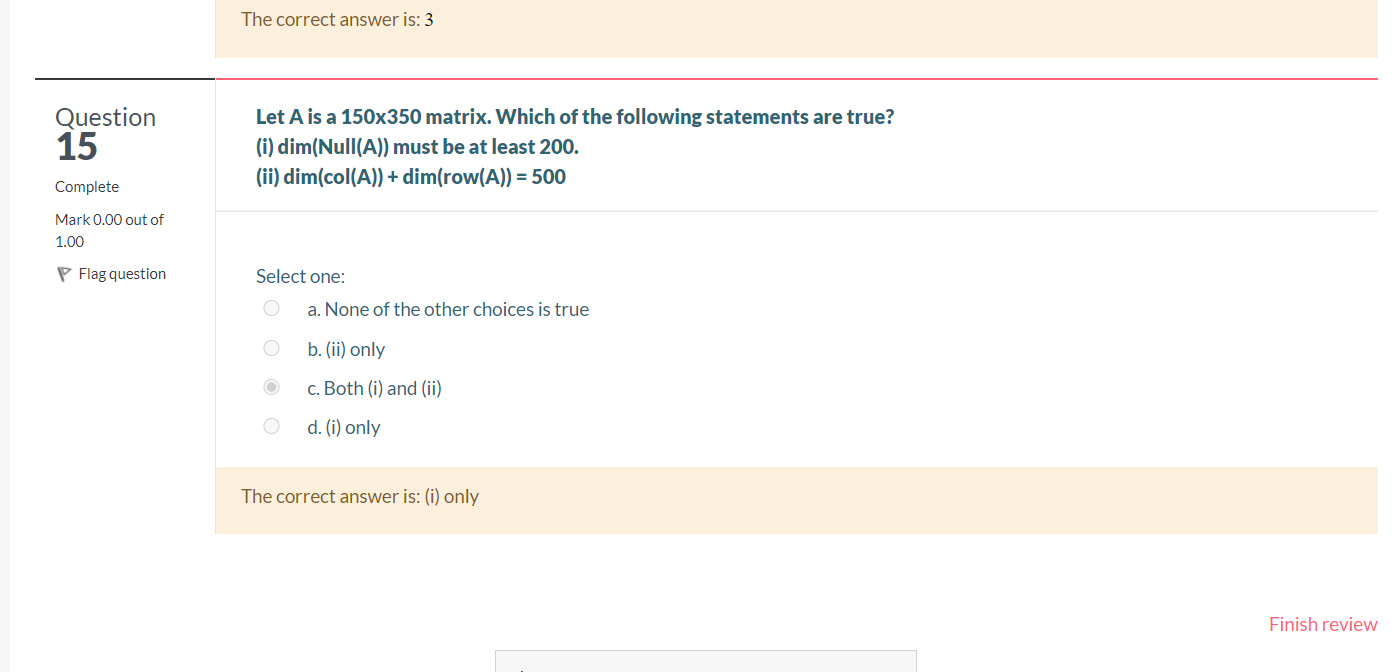 The correct answer is: 3
Question
15
Complete
Mark 0.00 out of
1.00
Flag question
Let A is a 150x350 matrix. Which of the following statements are true?
(i) dim(Null(A)) must be at least 200.
(ii) dim(col(A)) + dim(row(A)) = 500
Select one:
a. None of the other choices is true
b. (ii) only
c. Both (i) and (ii)
d. (i) only
The correct answer is: (i) only
Finish review